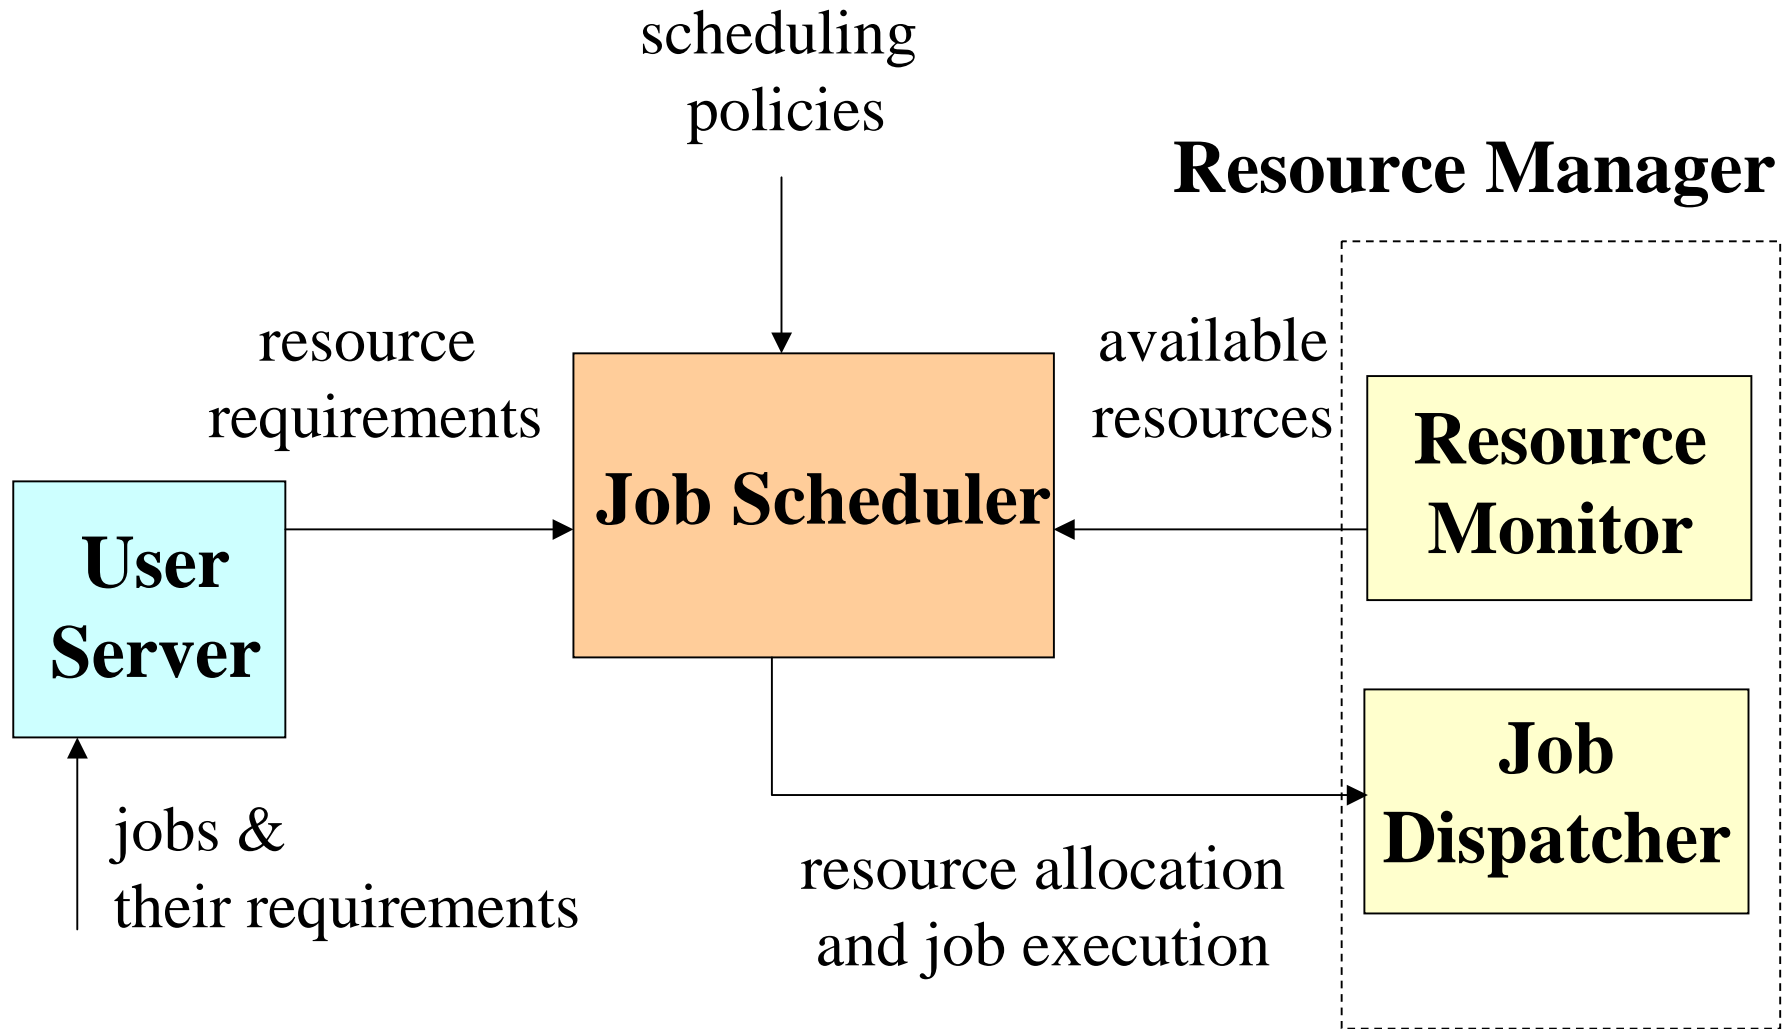 scheduling
policies
Resource Manager
resource
requirements
available
resources
Job Scheduler
Resource
Monitor
User
Server
Job
Dispatcher
jobs &
their requirements
resource allocation
and job execution